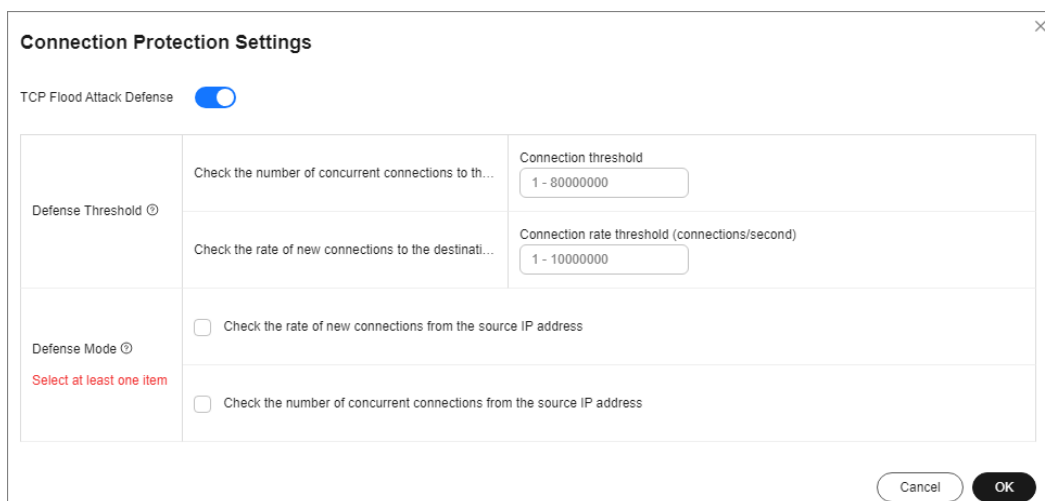 Connection Protection Settings
TCP Flood Attack Defense
Defense Threshold
Check the number of concurrent connections to th...
Connection threshold
1 - 80000000
Check the rate of new connections to the destinati...
Connection rate threshold (connections/second)
1 - 10000000
Defense Mode
Select at least one item
Check the rate of new connections from the source IP address
Check the number of concurrent connections from the source IP address
Cancel
OK